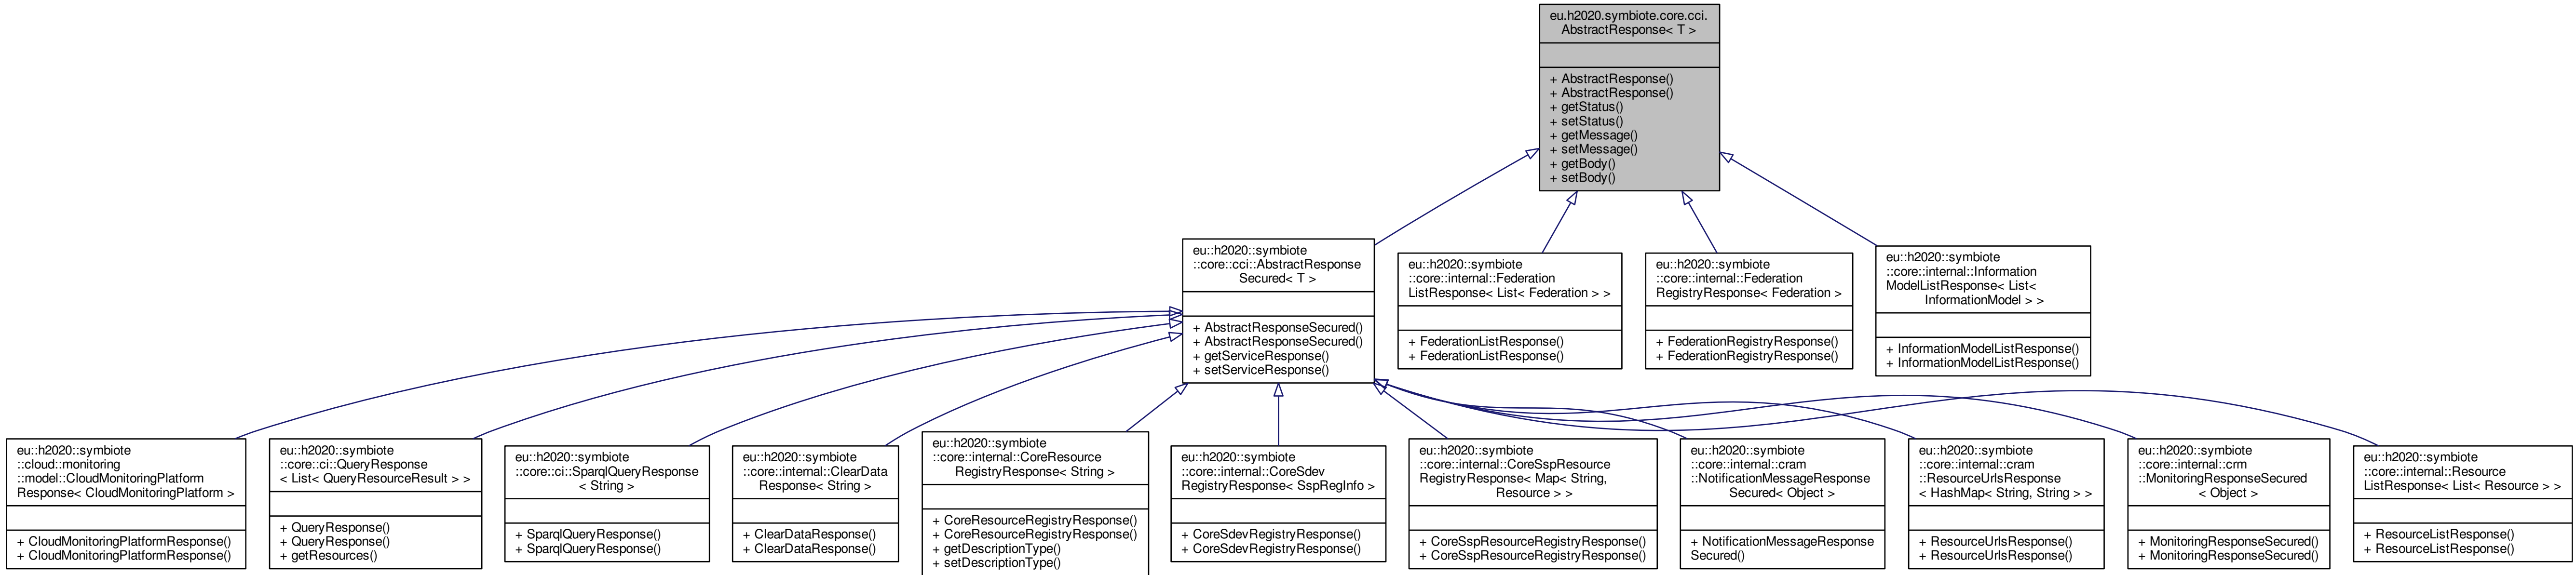 eu.h2020.symbiote.core.cci.
AbstractResponse< T >
+ AbstractResponse()
+ AbstractResponse()
+ getStatus()
+ setStatus()
+ getMessage()
+ setMessage()
+ getBody()
+ setBody()
eu::h2020::symbiote
::core::cci::AbstractResponse
Secured< T >
+ AbstractResponseSecured()
+ AbstractResponseSecured()
+ getServiceResponse()
+ setServiceResponse()
eu::h2020::symbiote
::core::internal::Federation
ListResponse< List< Federation > >
+ FederationListResponse()
+ FederationListResponse()
eu::h2020::symbiote
::core::internal::Federation
RegistryResponse< Federation >
+ FederationRegistryResponse()
+ FederationRegistryResponse()
eu::h2020::symbiote
::core::internal::Information
ModelListResponse< List<
InformationModel > >
+ InformationModelListResponse()
+ InformationModelListResponse()
eu::h2020::symbiote
::cloud::monitoring
::model::CloudMonitoringPlatform
Response< CloudMonitoringPlatform >
+ CloudMonitoringPlatformResponse()
+ CloudMonitoringPlatformResponse()
eu::h2020::symbiote
::core::ci::QueryResponse
< List< QueryResourceResult > >
+ QueryResponse()
+ QueryResponse()
+ getResources()
eu::h2020::symbiote
::core::ci::SparqlQueryResponse
< String >
+ SparqlQueryResponse()
+ SparqlQueryResponse()
eu::h2020::symbiote
::core::internal::ClearData
Response< String >
+ ClearDataResponse()
+ ClearDataResponse()
eu::h2020::symbiote
::core::internal::CoreResource
RegistryResponse< String >
+ CoreResourceRegistryResponse()
+ CoreResourceRegistryResponse()
+ getDescriptionType()
+ setDescriptionType()
eu::h2020::symbiote
::core::internal::CoreSdev
RegistryResponse< SspRegInfo >
+ CoreSdevRegistryResponse()
+ CoreSdevRegistryResponse()
eu::h2020::symbiote
::core::internal::CoreSspResource
RegistryResponse< Map< String,
Resource > >
+ CoreSspResourceRegistryResponse()
+ CoreSspResourceRegistryResponse()
eu::h2020::symbiote
::core::internal::cram
::NotificationMessageResponse
Secured< Object >
+ NotificationMessageResponse
Secured()
eu::h2020::symbiote
::core::internal::cram
::ResourceUrlsResponse
< HashMap< String, String > >
+ ResourceUrlsResponse()
+ ResourceUrlsResponse()
eu::h2020::symbiote
::core::internal::crm
::MonitoringResponseSecured
< Object >
+ MonitoringResponseSecured()
+ MonitoringResponseSecured()
eu::h2020::symbiote
::core::internal::Resource
ListResponse< List< Resource > >
+ ResourceListResponse()
+ ResourceListResponse()